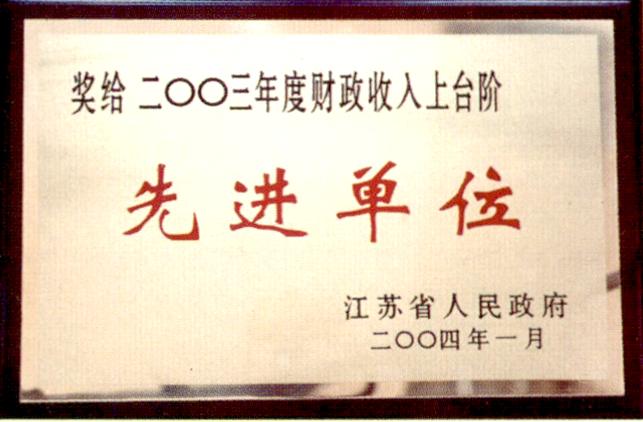 奖给 二〇〇三年度财政收入上台阶
先进单位
江苏省人民政府
二〇〇四年一月